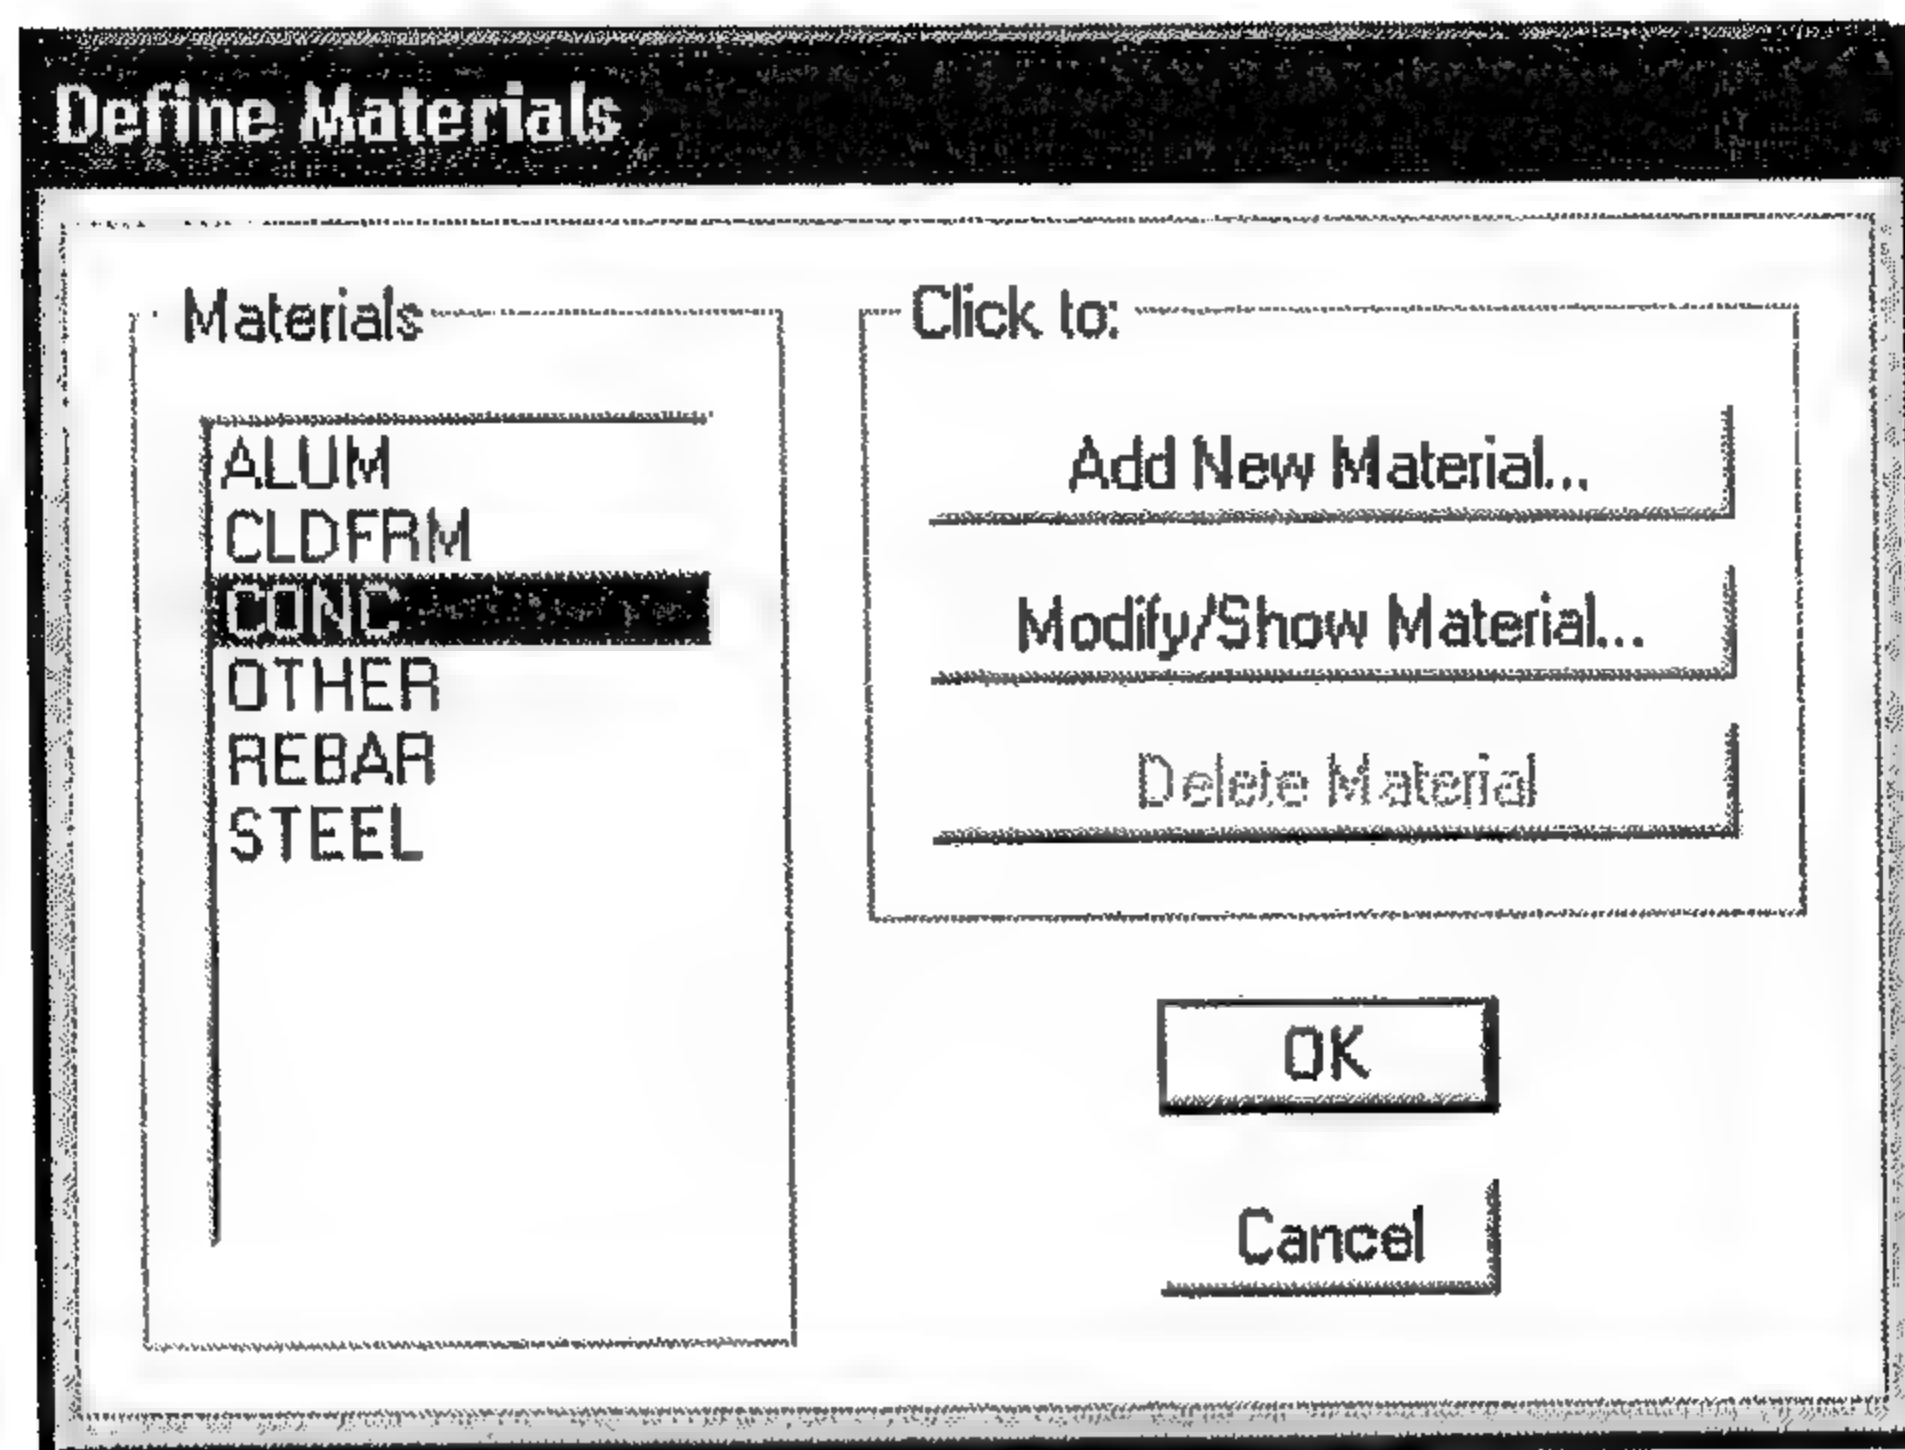 Define Materials
Materials
ALUM
CLDFRM
CONC
OTHER
REBAR
STEEL
Click to:
Add New Material...
Modify/Show Material...
Delete Material
OK
Cancel